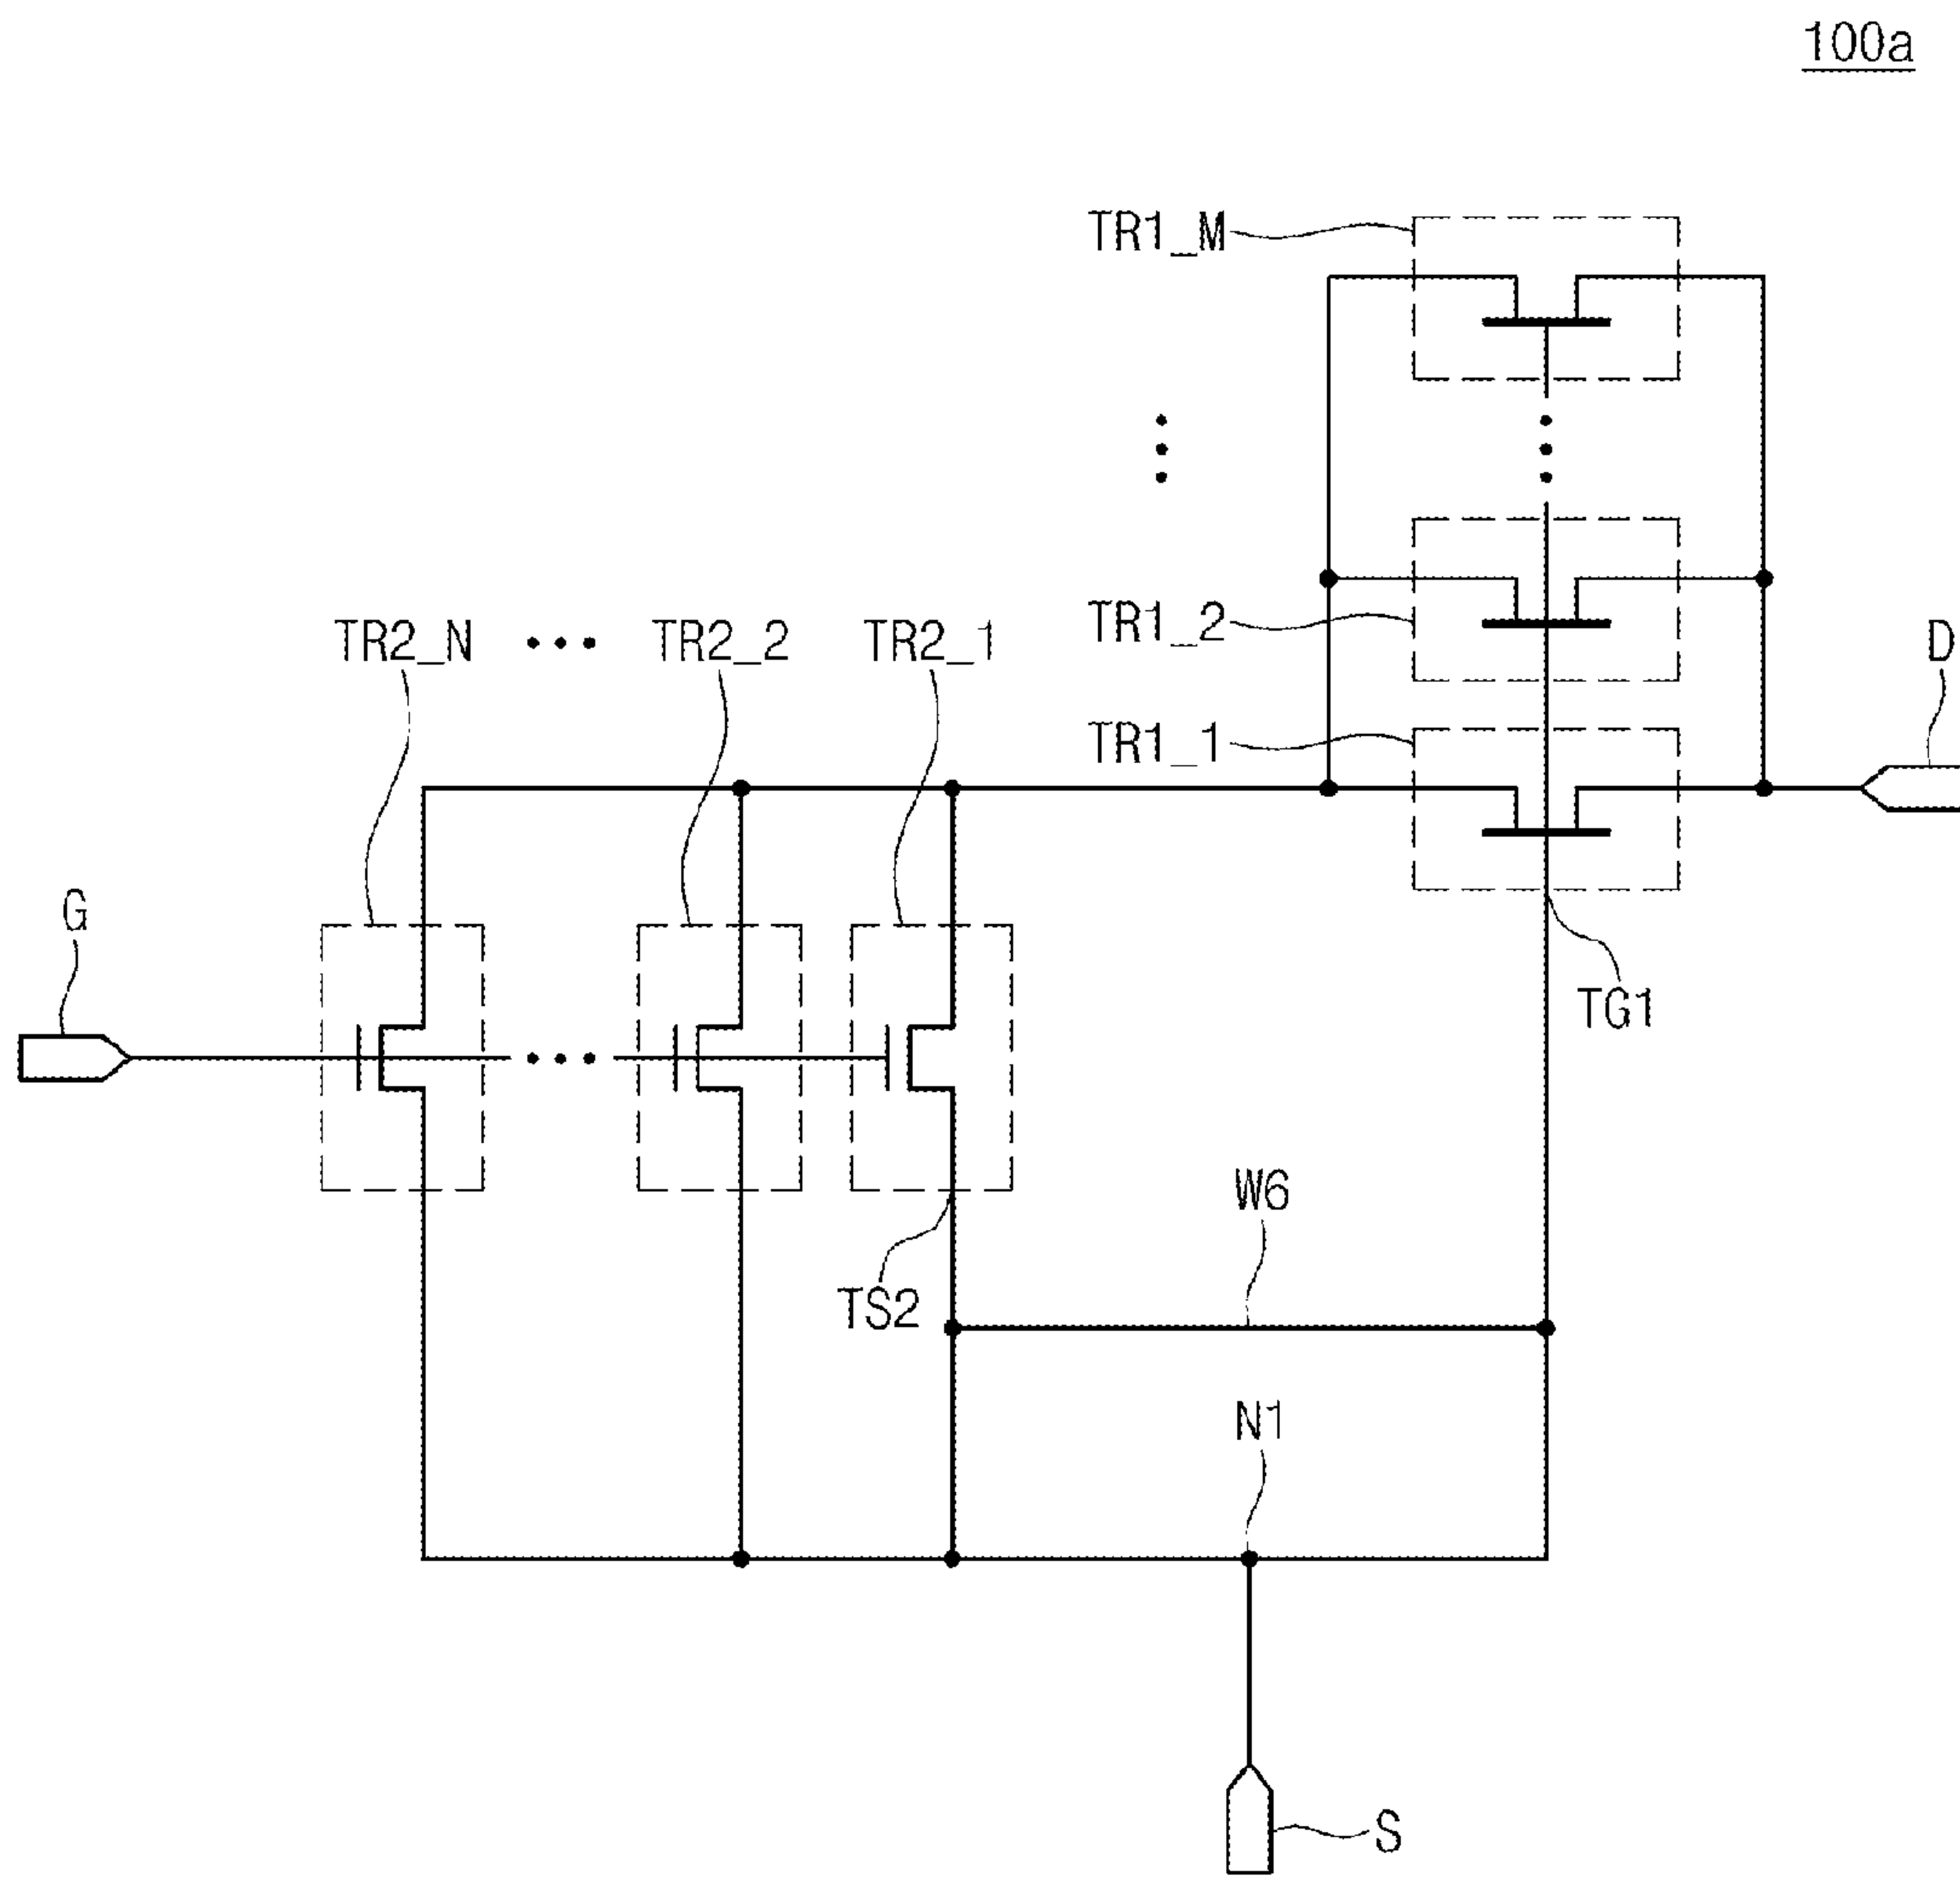 100a
TR1_M
TR2_N ••• TR2_2 TR2_1
TR1_2
D
TR1_1
G
TG1
W6
TS2
N1
S